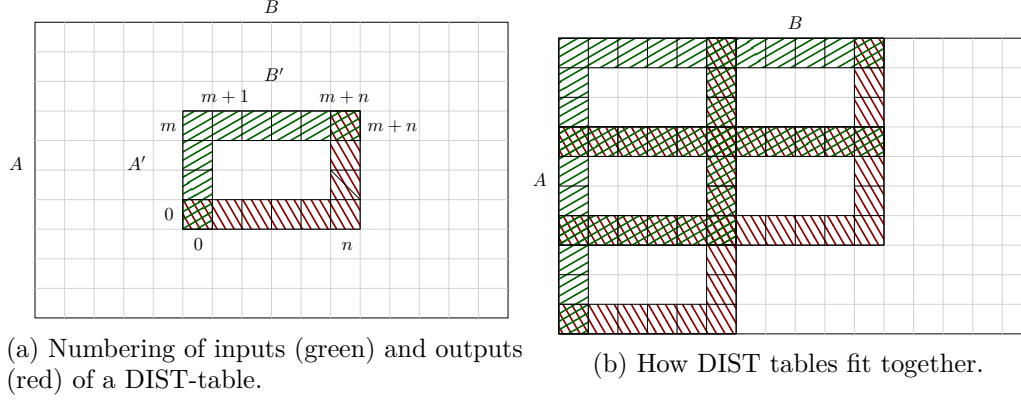 B
B′
m + 1
m + n
m
m + n
A
A′
0
0
n
(a) Numbering of inputs (green) and outputs
(red) of a DIST-table.
B
A
(b) How DIST tables fit together.